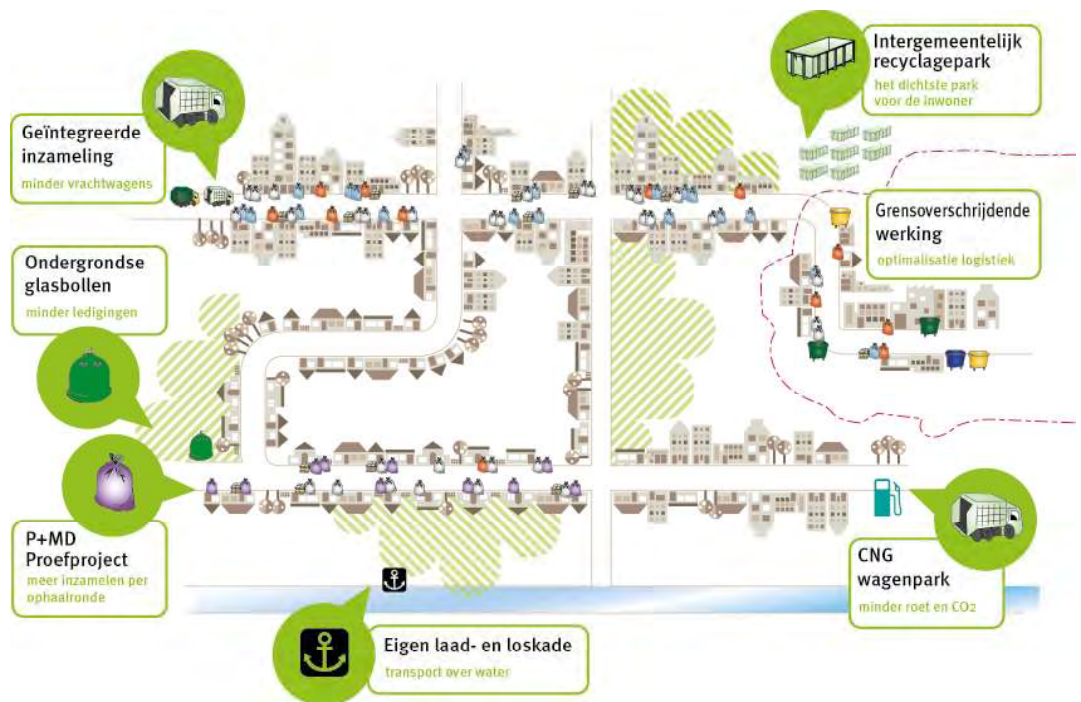 Intergemeentelijk
recyclagepark
het dichtste park
voor de inwoner
Geïntegreerde
inzameling
minder vrachtwagens
Grensoverschrijdende
werking
optimalisatie logistiek
Ondergrondse
glasbollen
minder ledigingen
P+MD
Proefproject
meer inzamelen per
ophaalronde
CNG
wagenpark
minder roet en CO2
Eigen laad- en loskade
transport over water